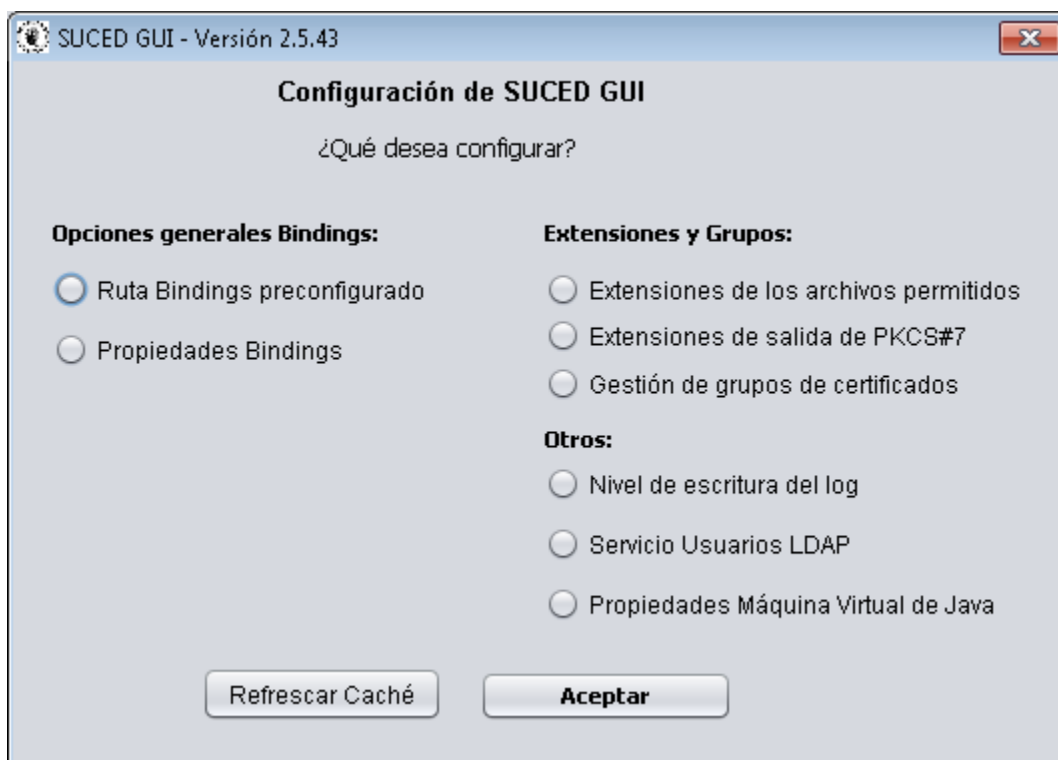 SUCED GUI - Versión 2.5.43
Configuración de SUCED GUI
¿Qué desea configurar?
Opciones generales Bindings:
Ruta Bindings preconfigurado
Propiedades Bindings
Extensiones y Grupos:
Extensiones de los archivos permitidos
Extensiones de salida de PKCS#7
Gestión de grupos de certificados
Otros:
Nivel de escritura del log
Servicio Usuarios LDAP
Propiedades Máquina Virtual de Java
Refrescar Caché
Aceptar